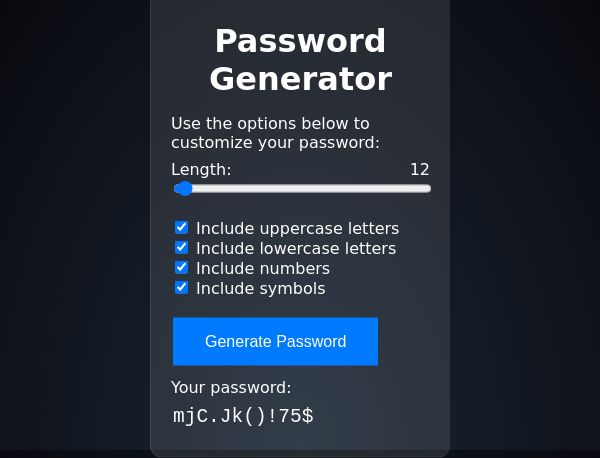 Password
Generator
Use the options below to
customize your password:
Length: 12
Include uppercase letters
Include lowercase letters
Include numbers
Include symbols
Generate Password
Your password:
mjC.Jk()!75$